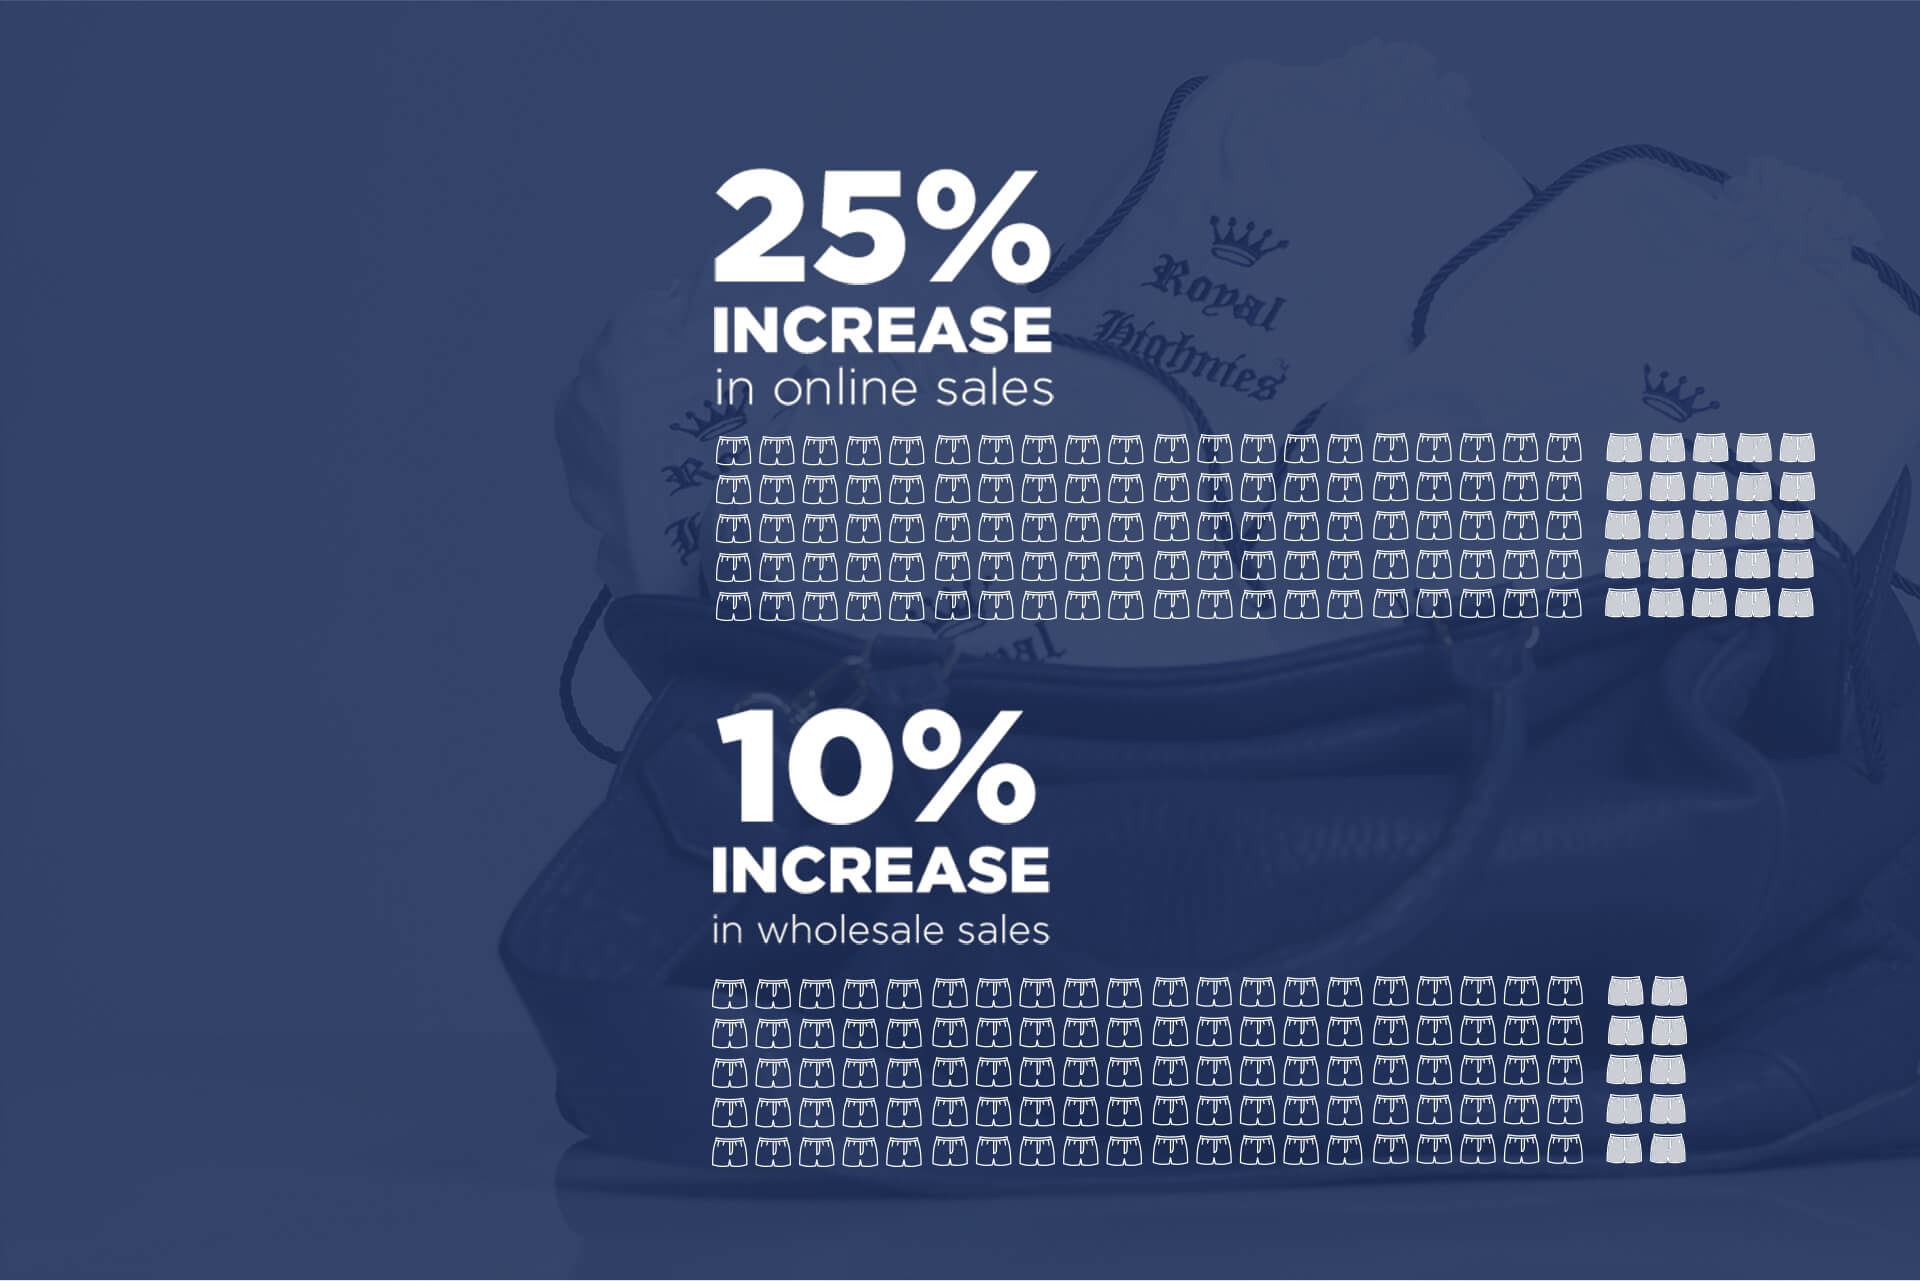 25%
INCREASE
in online sales
Royal
Highnies
10%
INCREASE
in wholesale sales